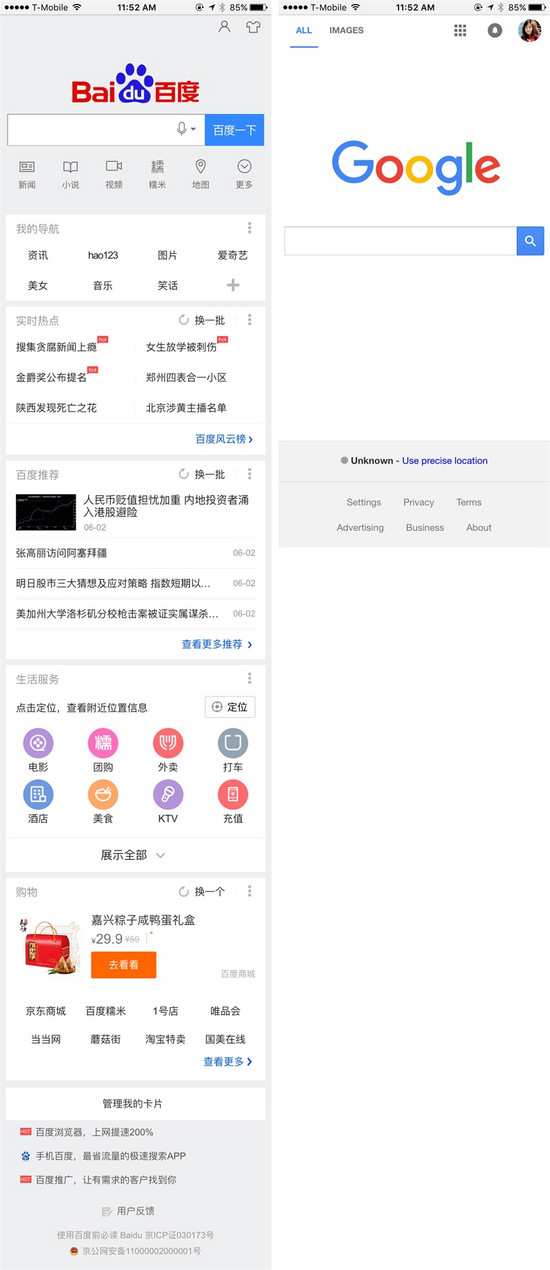 T-Mobile 11:52 AM 85%
Bai du 百度
百度一下
新闻 小说 视频 糯米 地图 更多
我的导航
资讯 hao123 图片 爱奇艺
美女 音乐 笑话
实时热点 换一批
搜集贪腐新闻上瘾 hot 女生放学被刺伤 hot
金爵奖公布提名 hot 郑州四表合一小区
陕西发现死亡之花 北京涉黄主播名单
百度风云榜
百度推荐 换一批
人民币贬值担忧加重 内地投资者涌
入港股避险
06-02
张高丽访问阿塞拜疆 06-02
明日股市三大猜想及应对策略 指数短期以... 06-02
美加州大学洛杉矶分校枪击案被证实属谋杀... 06-02
查看更多推荐
生活服务
点击定位，查看附近位置信息 定位
电影 团购 外卖 打车
酒店 美食 KTV 充值
展示全部
购物 换一个
嘉兴粽子咸鸭蛋礼盒
¥29.9 ¥59
去看看
百度商城
京东商城 百度糯米 1号店 唯品会
当当网 蘑菇街 淘宝特卖 国美在线
查看更多
管理我的卡片
HOT 百度浏览器，上网提速200%
手机百度，最省流量的极速搜索APP
HOT 百度推广，让有需求的客户找到你
用户反馈
使用百度前必读 Baidu 京ICP证030173号
京公网安备11000002000001号
T-Mobile 11:52 AM 85%
ALL IMAGES
Google
Unknown - Use precise location
Settings Privacy Terms
Advertising Business About